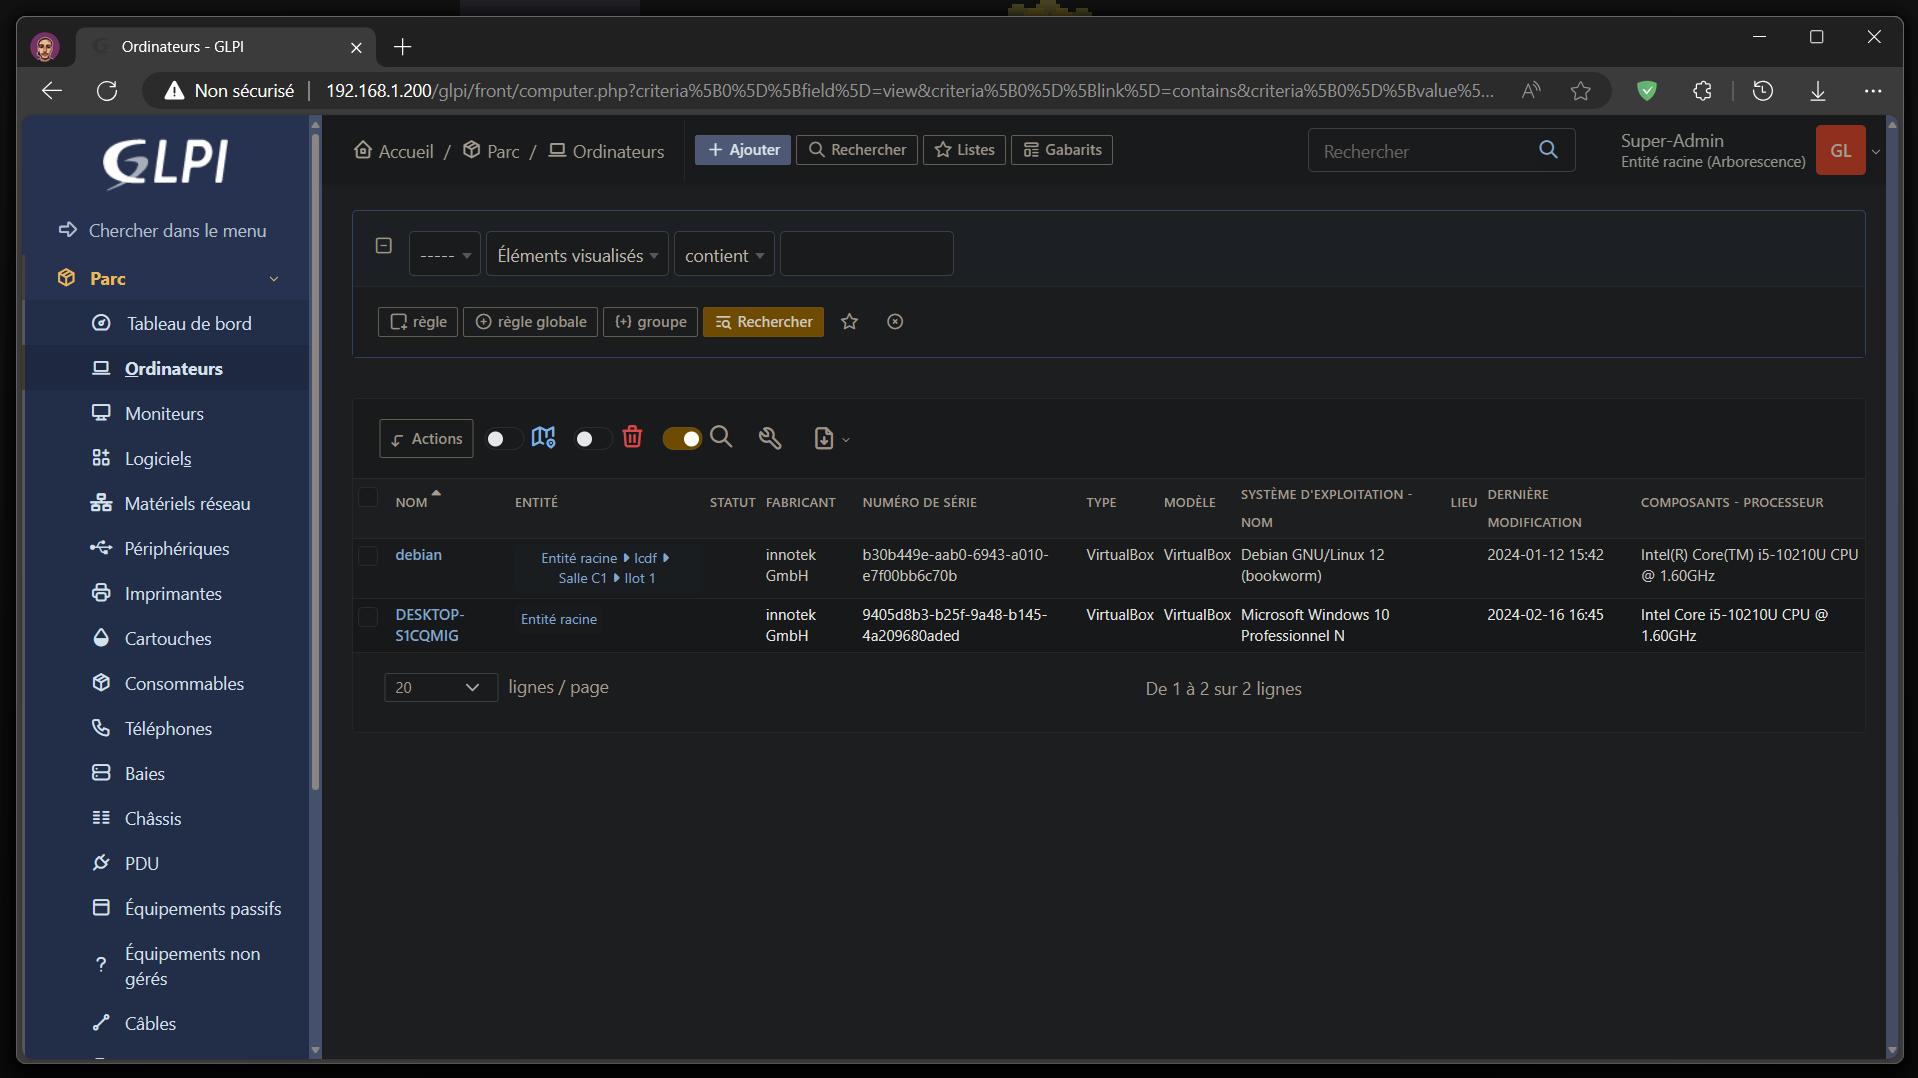 Ordinateurs - GLPI
Non sécurisé
192.168.1.200/glpi/front/computer.php?criteria%5B0%5D%5Bfield%5D=view&criteria%5B0%5D%5Blink%5D=contains&criteria%5B0%5D%5Bvalue%5...
GLPI
Chercher dans le menu
Parc
Tableau de bord
Ordinateurs
Moniteurs
Logiciels
Matériels réseau
Périphériques
Imprimantes
Cartouches
Consommables
Téléphones
Baies
Châssis
PDU
Équipements passifs
Équipements non
gérés
Câbles
Accueil / Parc / Ordinateurs
Ajouter
Rechercher
Listes
Gabarits
Rechercher
Super-Admin
Entité racine (Arborescence)
GL
-----
Éléments visualisés
contient
règle
règle globale
{+} groupe
Rechercher
Actions
NOM ENTITÉ STATUT FABRICANT NUMÉRO DE SÉRIE TYPE MODÈLE SYSTÈME D'EXPLOITATION - LIEU DERNIÈRE COMPOSANTS - PROCESSEUR
NOM MODIFICATION
debian Entité racine Icdf innotek b30b449e-aab0-6943-a010- VirtualBox VirtualBox Debian GNU/Linux 12 2024-01-12 15:42 Intel(R) Core(TM) i5-10210U CPU
Salle C1 Ilot 1 GmbH e7f00bb6c70b (bookworm) @ 1.60GHz
DESKTOP- Entité racine innotek 9405d8b3-b25f-9a48-b145- VirtualBox VirtualBox Microsoft Windows 10 2024-02-16 16:45 Intel Core i5-10210U CPU @
S1CQMIG GmbH 4a209680aded Professionnel N 1.60GHz
20 lignes / page
De 1 à 2 sur 2 lignes